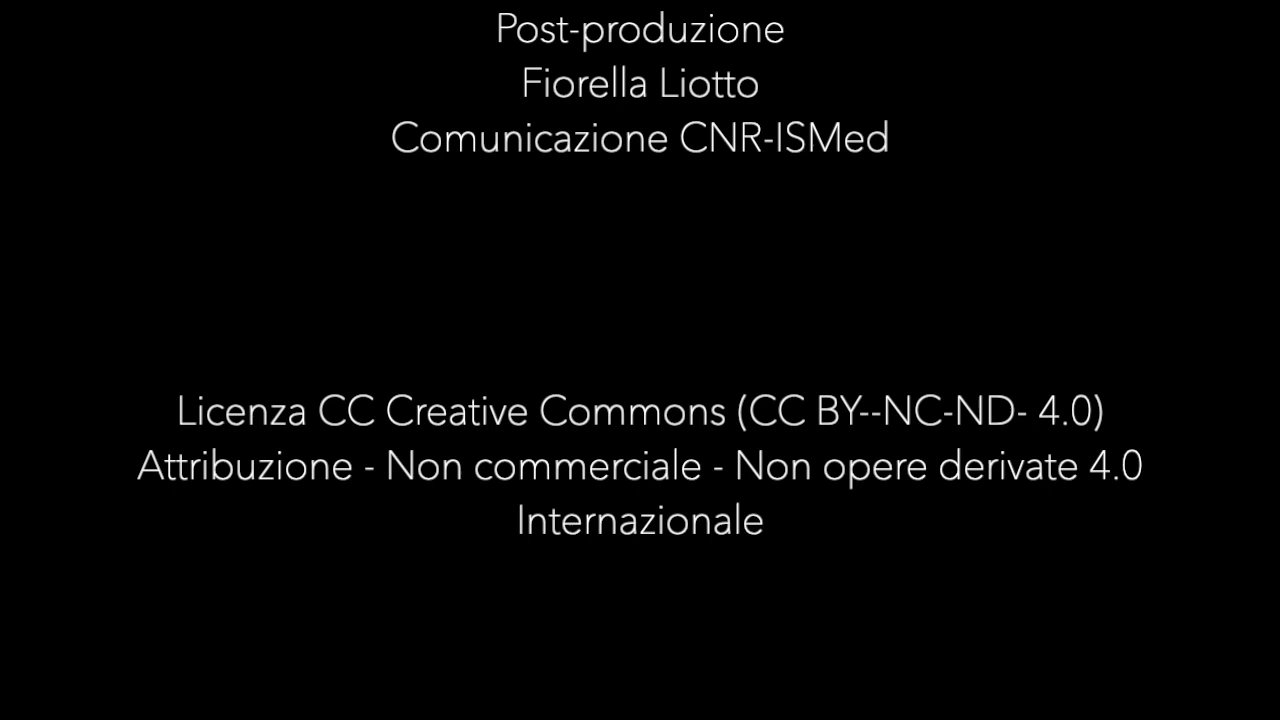 Post-produzione
Fiorella Liotto
Comunicazione CNR-ISMed
Licenza CC Creative Commons (CC BY--NC-ND- 4.0)
Attribuzione - Non commerciale - Non opere derivate 4.0
Internazionale